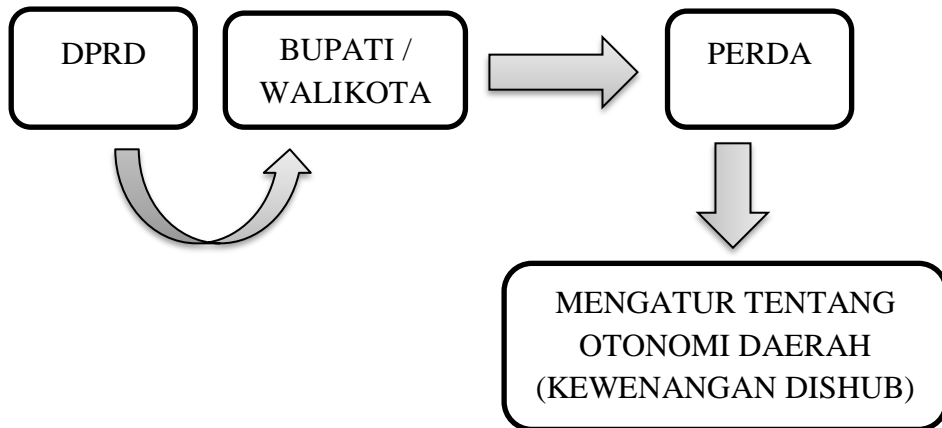 DPRD
BUPATI /
WALIKOTA
PERDA
MENGATUR TENTANG
OTONOMI DAERAH
(KEWENANGAN DISHUB)